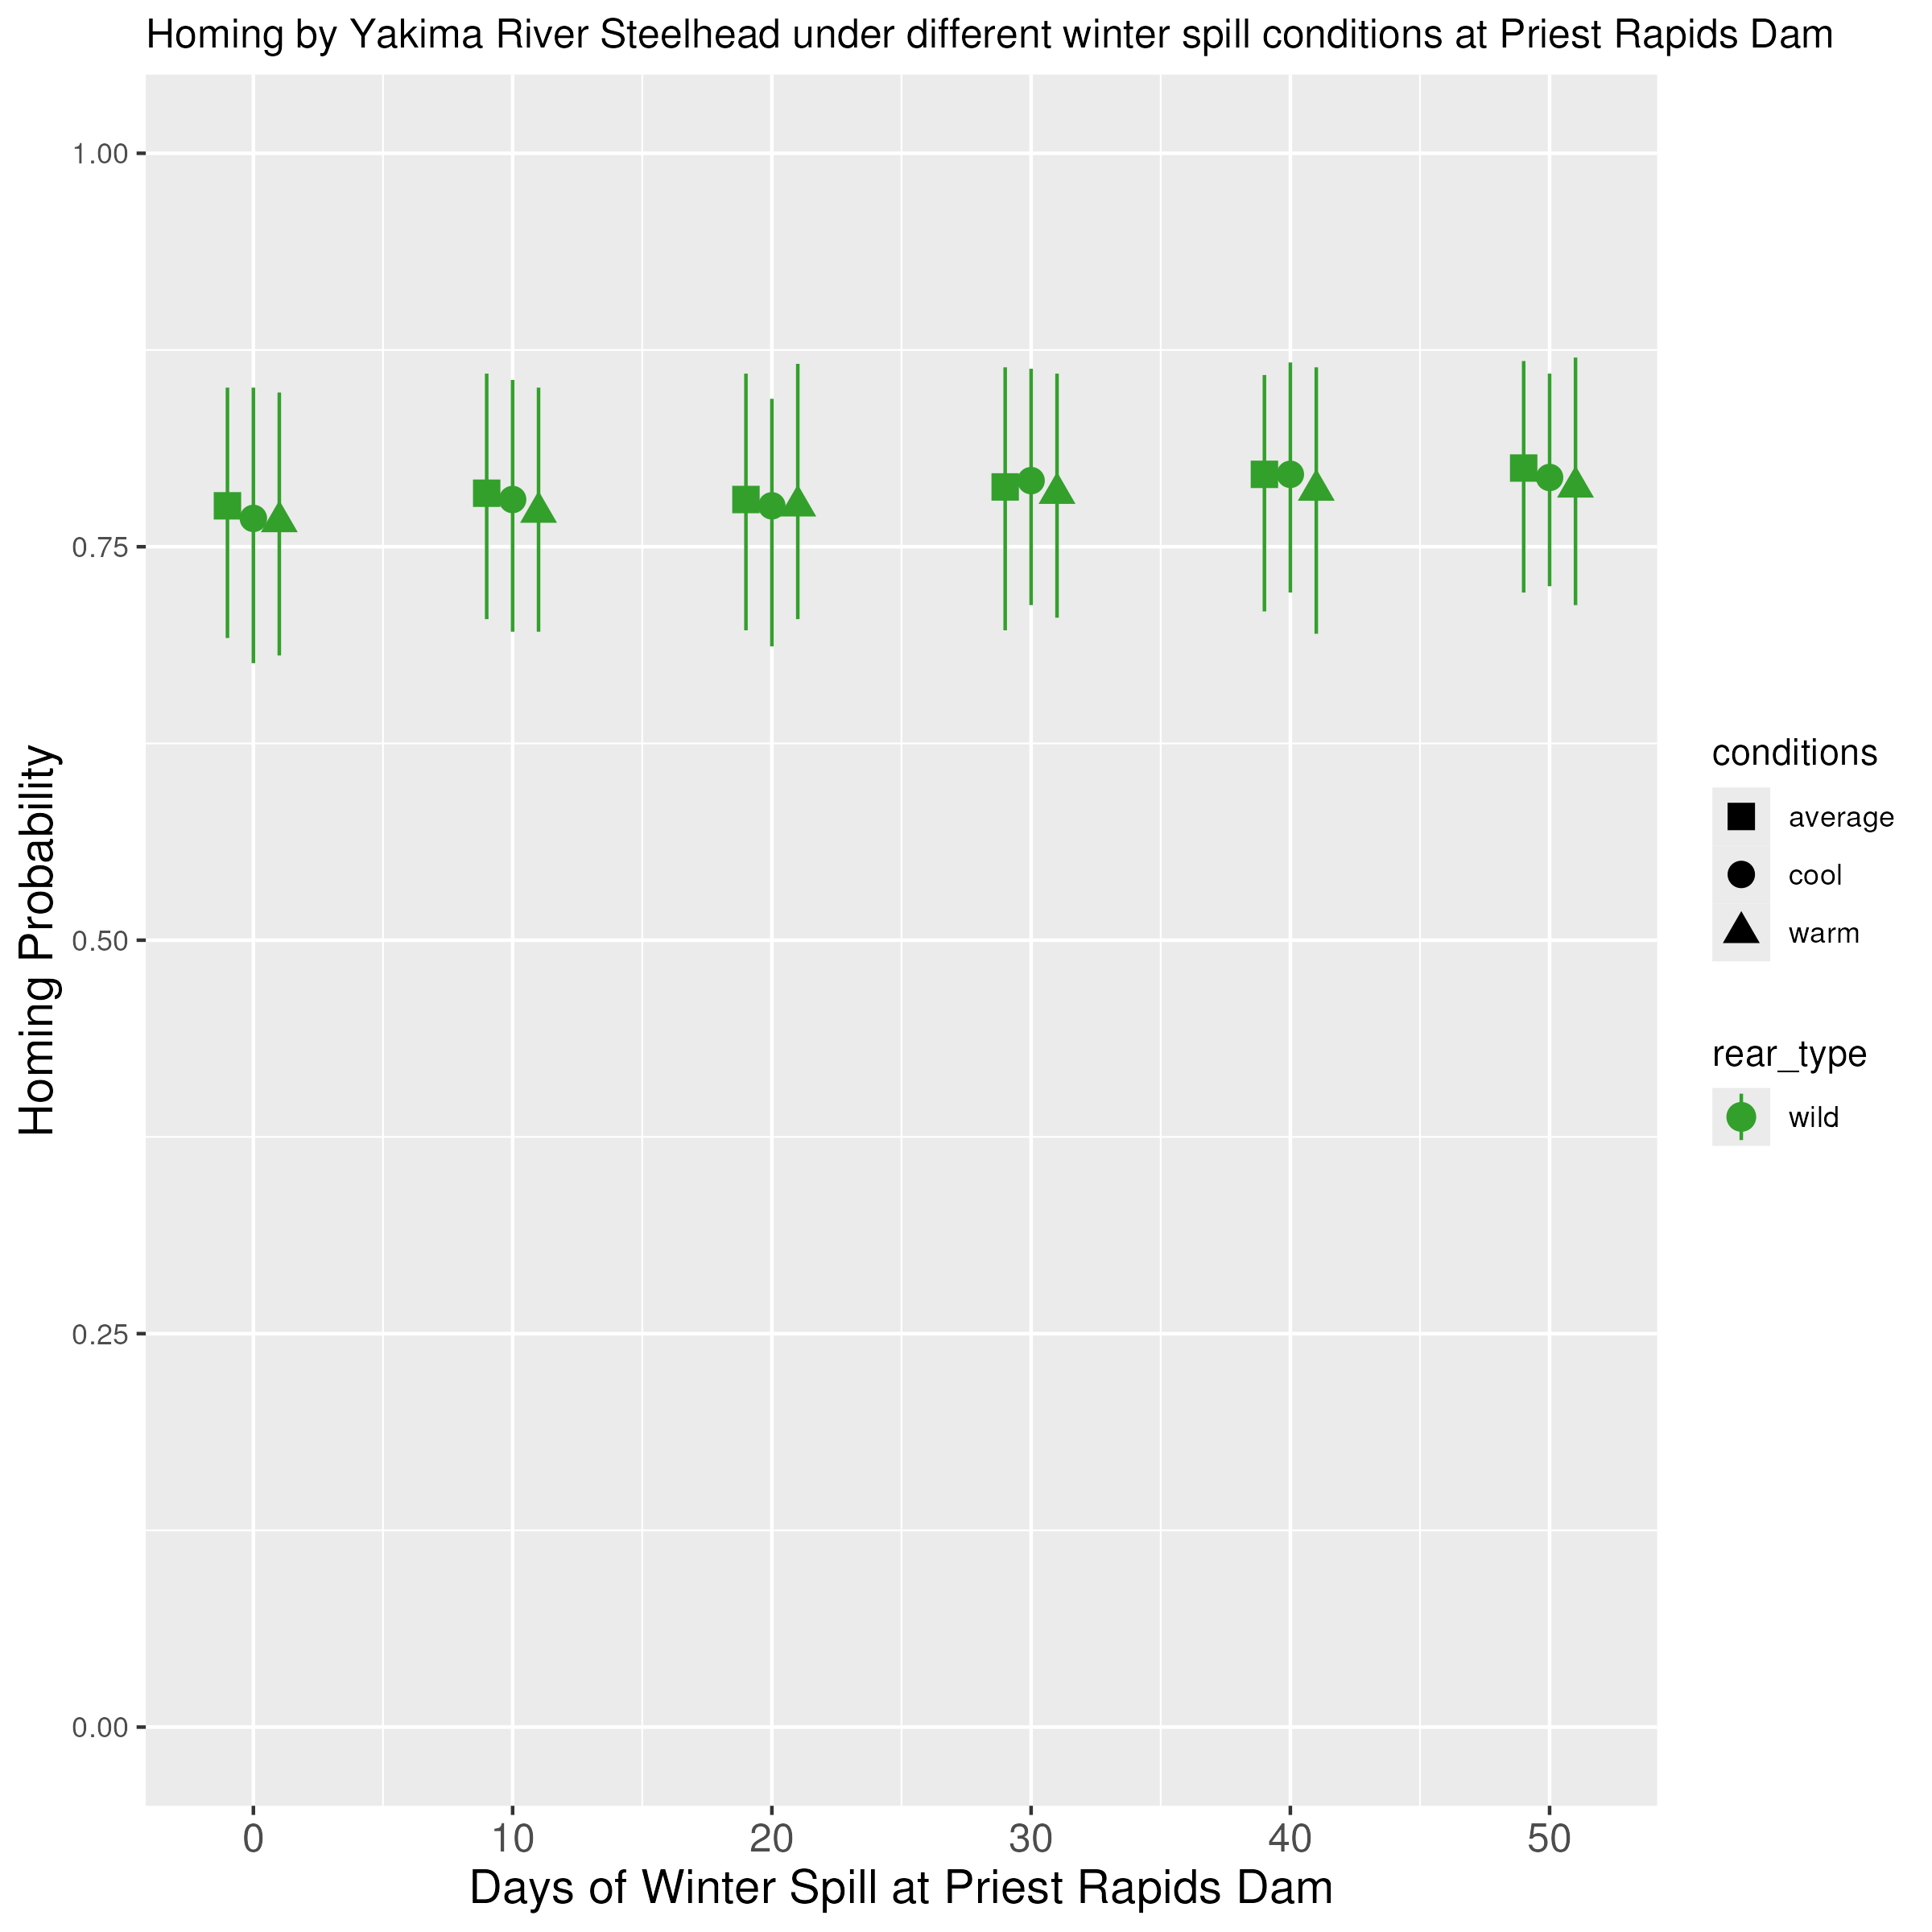 Homing by Yakima River Steelhead under different winter spill conditions at Priest Rapids Dam
1.00
0.75
0.50
0.25
0.00
Homing Probability
0 10 20 30 40 50
Days of Winter Spill at Priest Rapids Dam
conditions
average
cool
warm
rear_type
wild